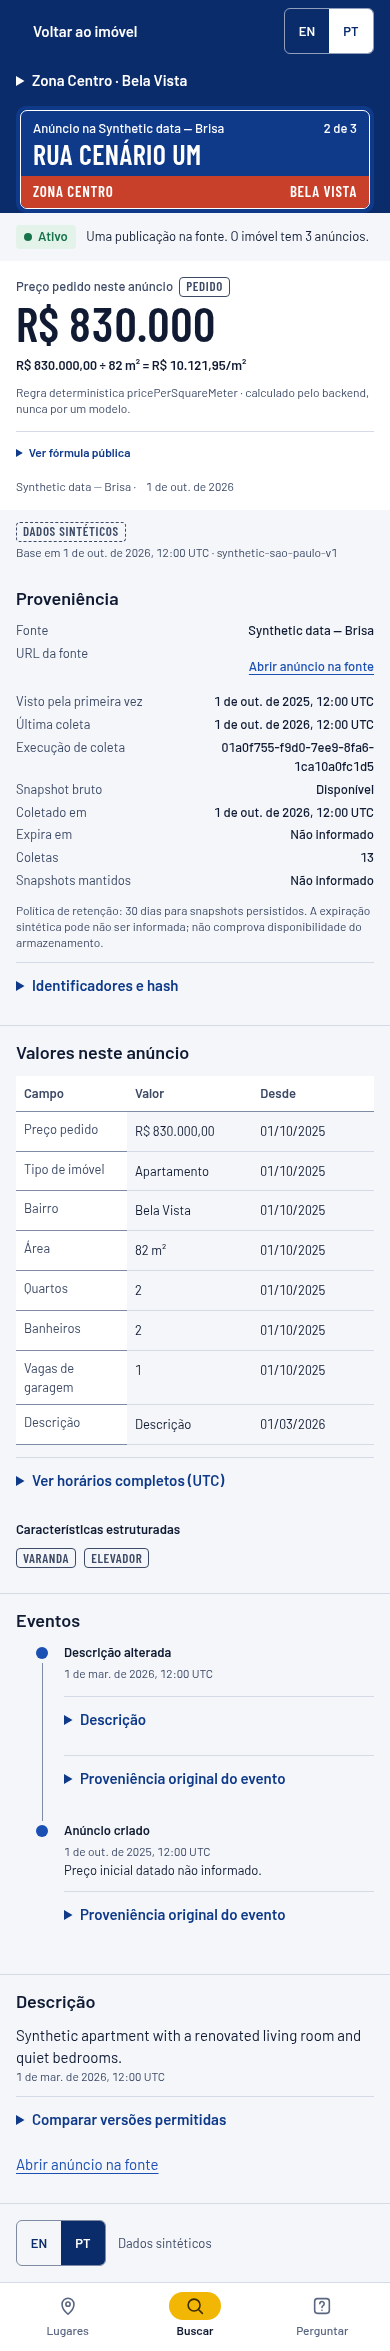 Voltar ao imóvel
EN PT
Zona Centro · Bela Vista
Anúncio na Synthetic data — Brisa 2 de 3
RUA CENÁRIO UM
ZONA CENTRO BELA VISTA
Ativo Uma publicação na fonte. O imóvel tem 3 anúncios.
Preço pedido neste anúncio PEDIDO
R$ 830.000
R$ 830.000,00 ÷ 82 m² = R$ 10.121,95/m²
Regra determinística pricePerSquareMeter · calculado pelo backend,
nunca por um modelo.
Ver fórmula pública
Synthetic data — Brisa · 1 de out. de 2026
DADOS SINTÉTICOS
Base em 1 de out. de 2026, 12:00 UTC · synthetic-sao-paulo-v1
Proveniência
Fonte Synthetic data — Brisa
URL da fonte
Abrir anúncio na fonte
Visto pela primeira vez 1 de out. de 2025, 12:00 UTC
Última coleta 1 de out. de 2026, 12:00 UTC
Execução de coleta 01a0f755-f9d0-7ee9-8fa6-
1ca10a0fc1d5
Snapshot bruto Disponível
Coletado em 1 de out. de 2026, 12:00 UTC
Expira em Não informado
Coletas 13
Snapshots mantidos Não informado
Política de retenção: 30 dias para snapshots persistidos. A expiração
sintética pode não ser informada; não comprova disponibilidade do
armazenamento.
Identificadores e hash
Valores neste anúncio
Campo Valor Desde
Preço pedido R$ 830.000,00 01/10/2025
Tipo de imóvel Apartamento 01/10/2025
Bairro Bela Vista 01/10/2025
Área 82 m² 01/10/2025
Quartos 2 01/10/2025
Banheiros 2 01/10/2025
Vagas de 1 01/10/2025
garagem
Descrição Descrição 01/03/2026
Ver horários completos (UTC)
Características estruturadas
VARANDA ELEVADOR
Eventos
Descrição alterada
1 de mar. de 2026, 12:00 UTC
Descrição
Proveniência original do evento
Anúncio criado
1 de out. de 2025, 12:00 UTC
Preço inicial datado não informado.
Proveniência original do evento
Descrição
Synthetic apartment with a renovated living room and
quiet bedrooms.
1 de mar. de 2026, 12:00 UTC
Comparar versões permitidas
Abrir anúncio na fonte
EN PT Dados sintéticos
Lugares Buscar Perguntar